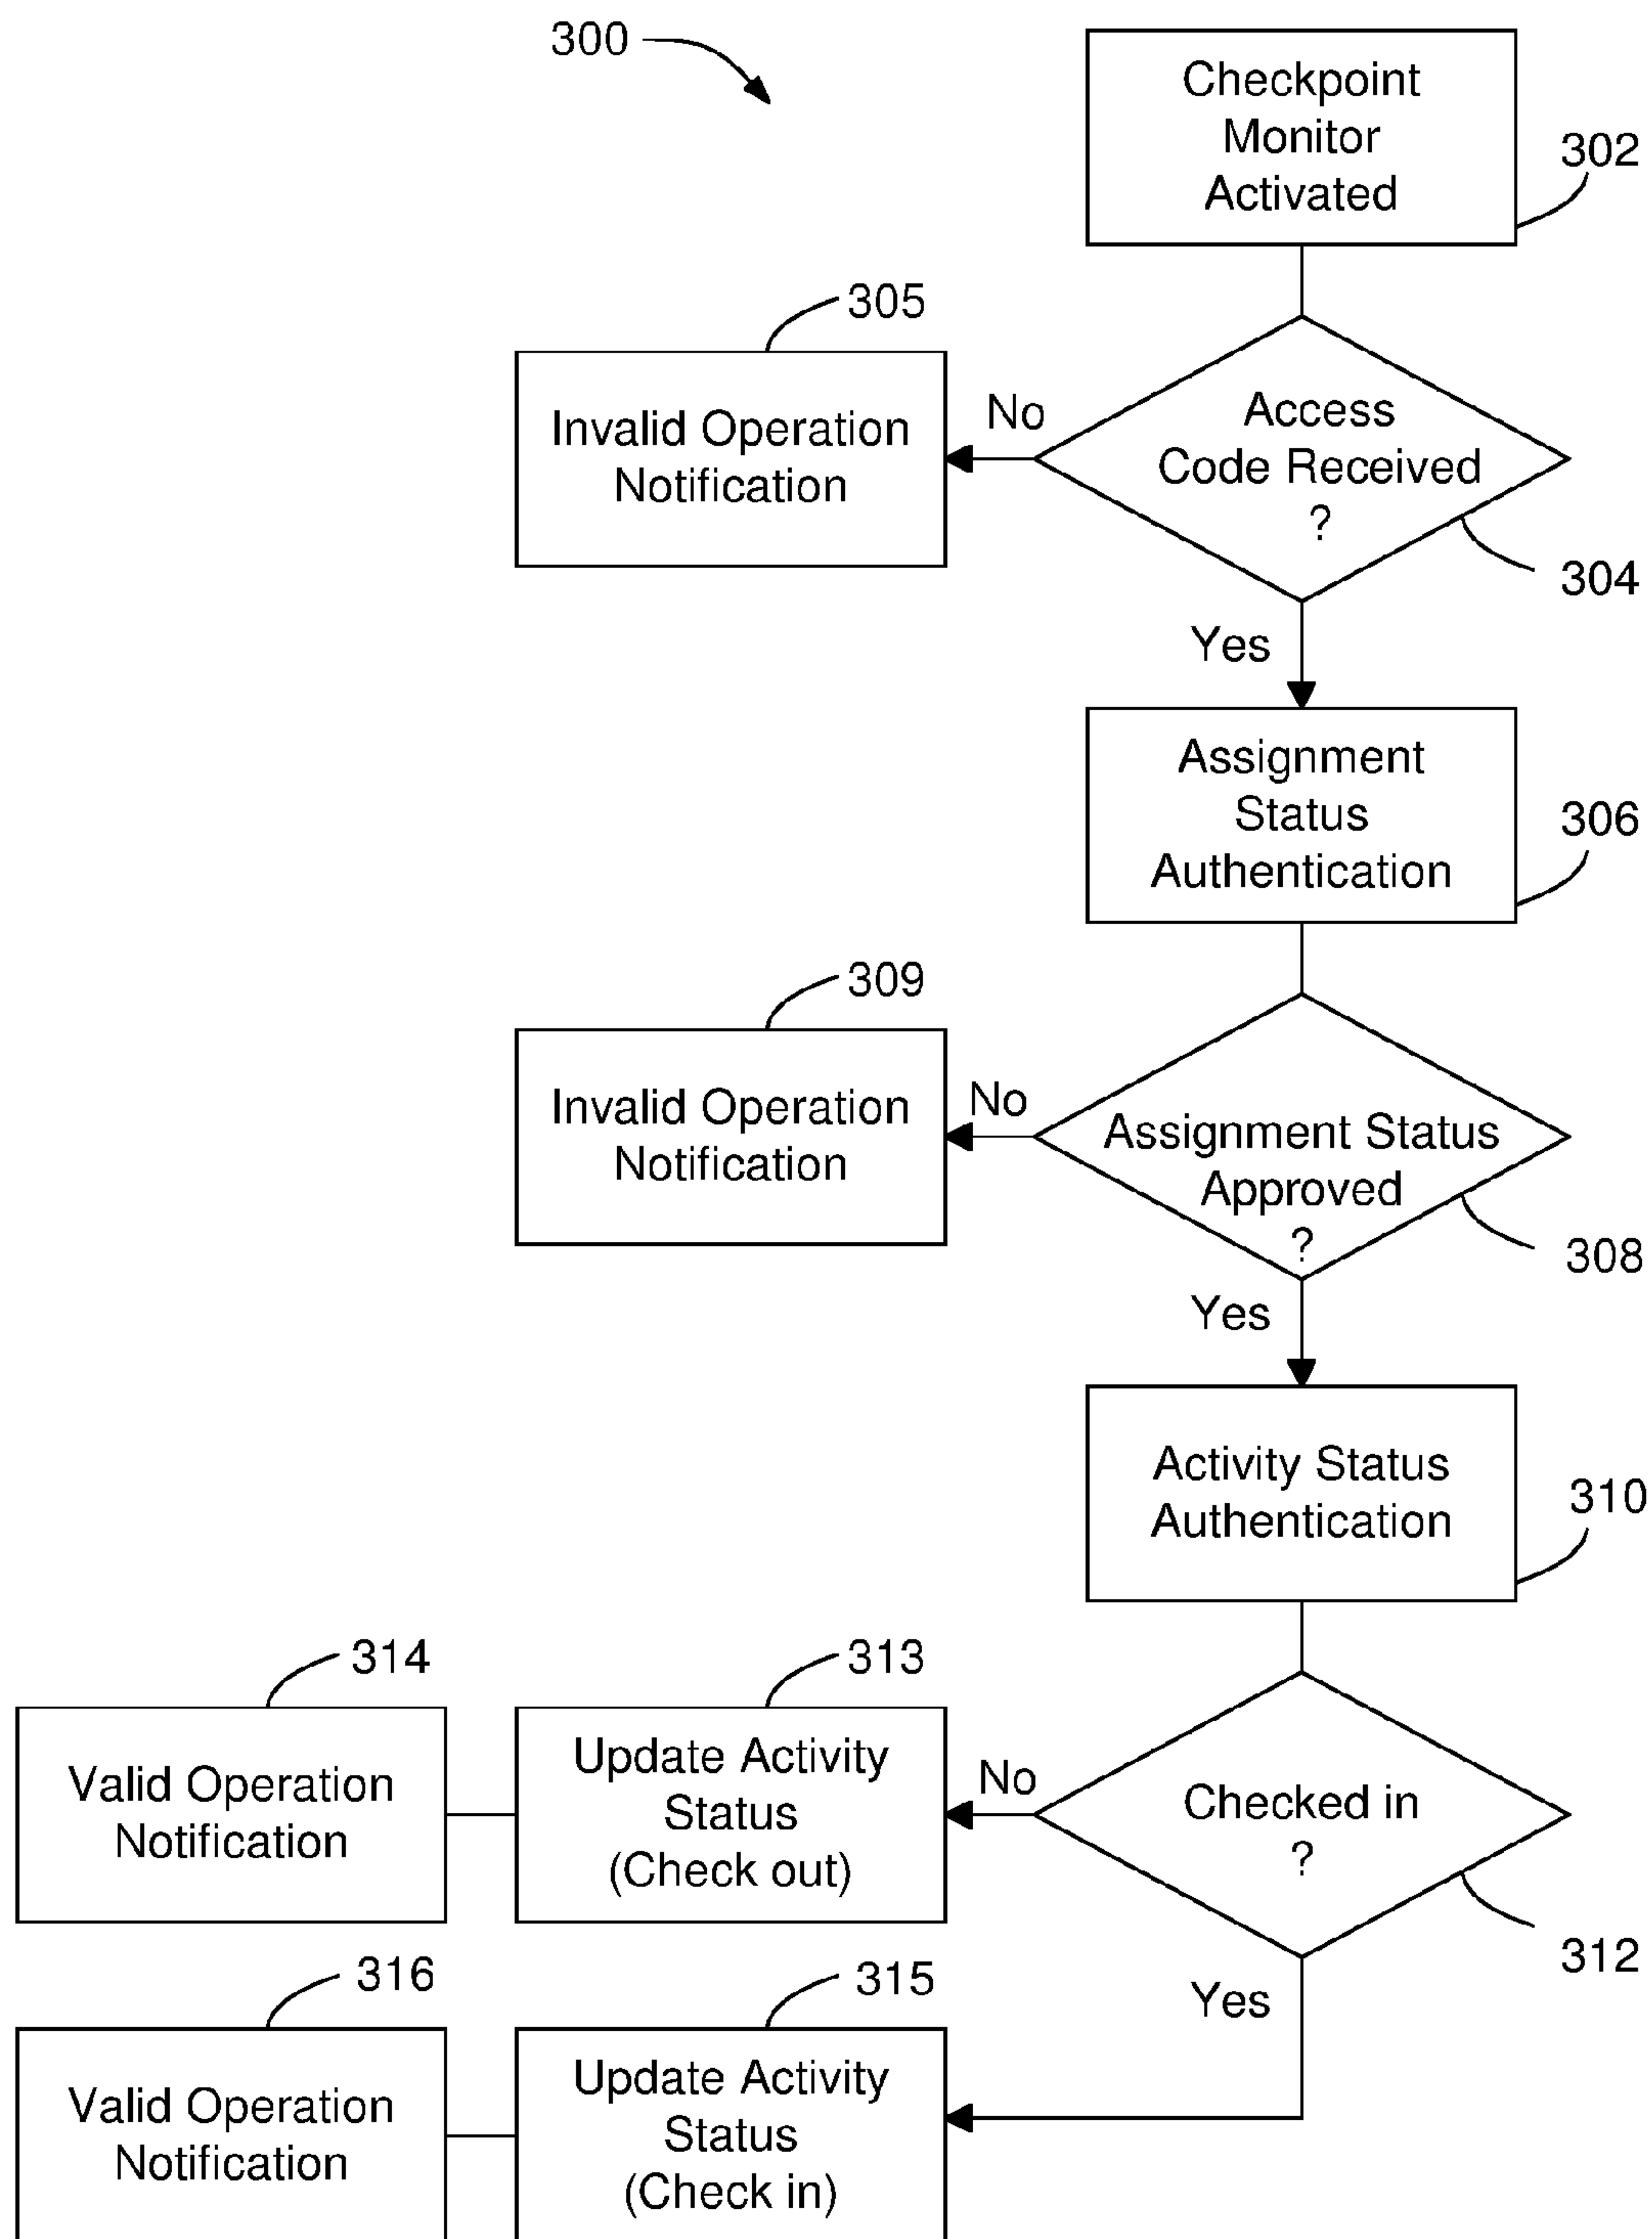 300
Checkpoint
Monitor
Activated
302
305
Invalid Operation
Notification
No
Access
Code Received
?
304
Yes
Assignment
Status
Authentication
306
309
Invalid Operation
Notification
No
Assignment Status
Approved
?
308
Yes
Activity Status
Authentication
310
314
Valid Operation
Notification
313
Update Activity
Status
(Check out)
No
Checked in
?
312
Yes
316
Valid Operation
Notification
315
Update Activity
Status
(Check in)